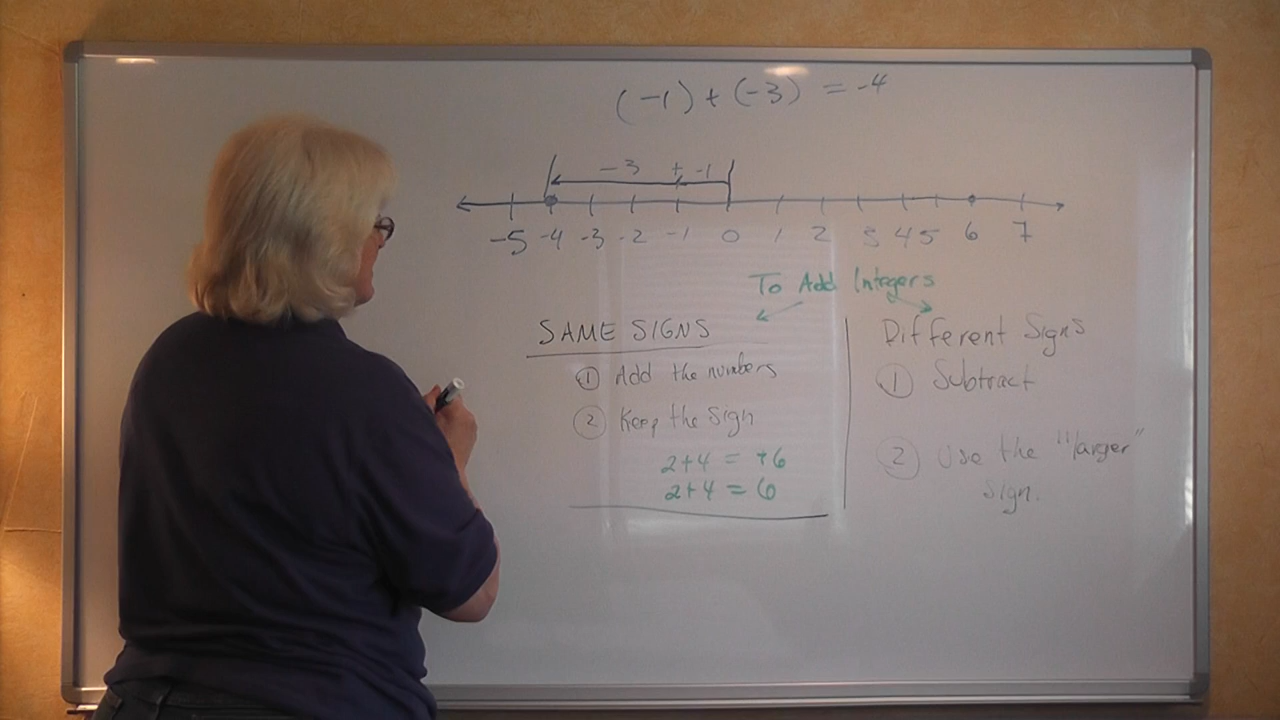 (-1) + (-3) = -4
-3 + -1
-5 -4 -3 -2 -1 0 1 2 3 4 5 6 7
To Add Integers
SAME SIGNS
① Add the numbers
② Keep the Sign
2+4 = +6
2+4 = 6
Different Signs
① Subtract
② Use the "larger"
Sign.